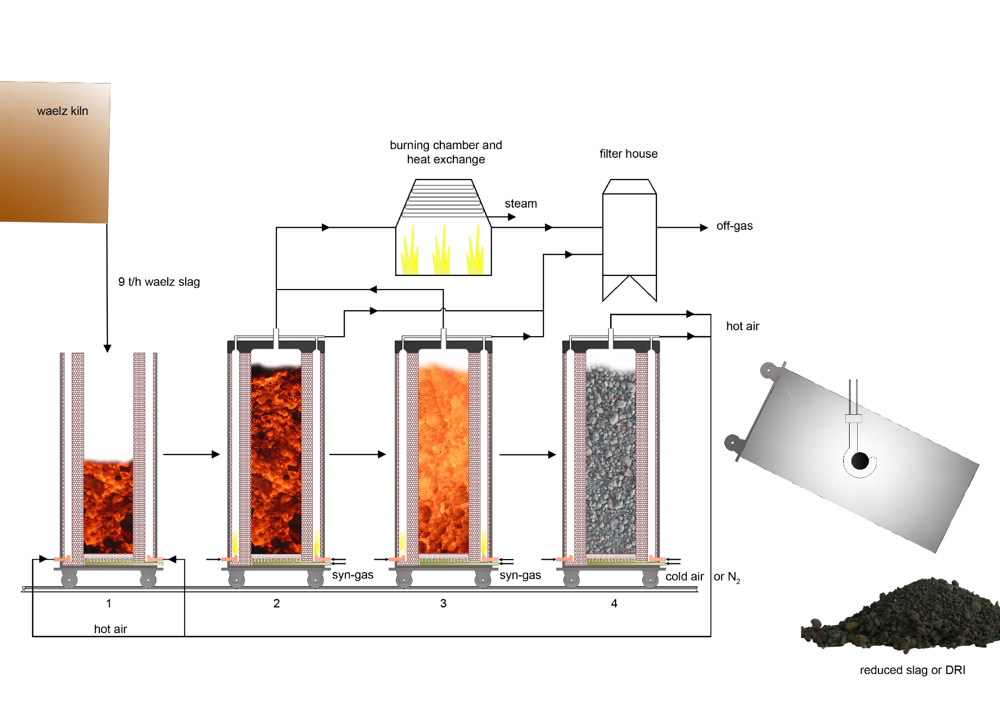 waelz kiln
burning chamber and
heat exchange
filter house
steam
off-gas
9 t/h waelz slag
hot air
syn-gas
syn-gas
cold air or N₂
1
2
3
4
hot air
reduced slag or DRI